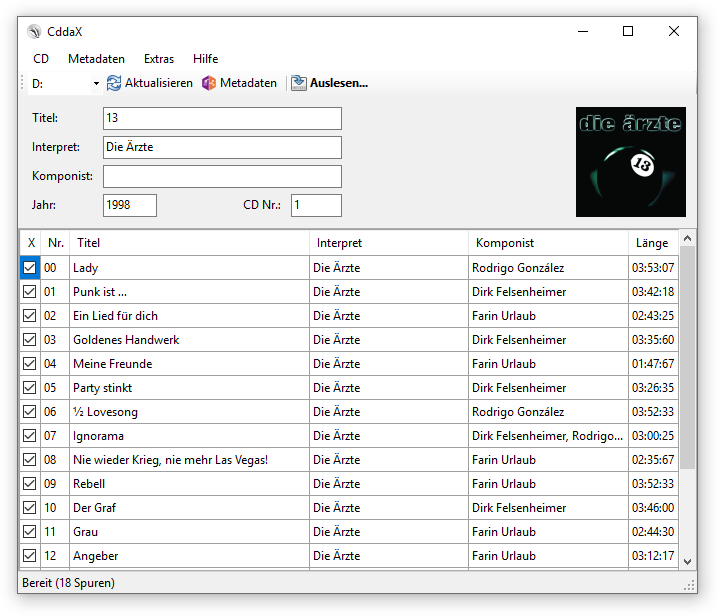 CddaX
CD Metadaten Extras Hilfe
D: Aktualisieren Metadaten Auslesen...
Titel: 13
Interpret: Die Ärzte
Komponist:
Jahr: 1998 CD Nr.: 1
die ärzte
13
X Nr. Titel Interpret Komponist Länge
00 Lady Die Ärzte Rodrigo González 03:53:07
01 Punk ist ... Die Ärzte Dirk Felsenheimer 03:42:18
02 Ein Lied für dich Die Ärzte Farin Urlaub 02:43:25
03 Goldenes Handwerk Die Ärzte Dirk Felsenheimer 03:35:60
04 Meine Freunde Die Ärzte Farin Urlaub 01:47:67
05 Party stinkt Die Ärzte Dirk Felsenheimer 03:26:35
06 ½ Lovesong Die Ärzte Rodrigo González 03:52:33
07 Ignorama Die Ärzte Dirk Felsenheimer, Rodrigo... 03:00:25
08 Nie wieder Krieg, nie mehr Las Vegas! Die Ärzte Farin Urlaub 02:35:67
09 Rebell Die Ärzte Farin Urlaub 03:52:33
10 Der Graf Die Ärzte Dirk Felsenheimer 03:46:00
11 Grau Die Ärzte Farin Urlaub 02:44:30
12 Angeber Die Ärzte Farin Urlaub 03:12:17
Bereit (18 Spuren)